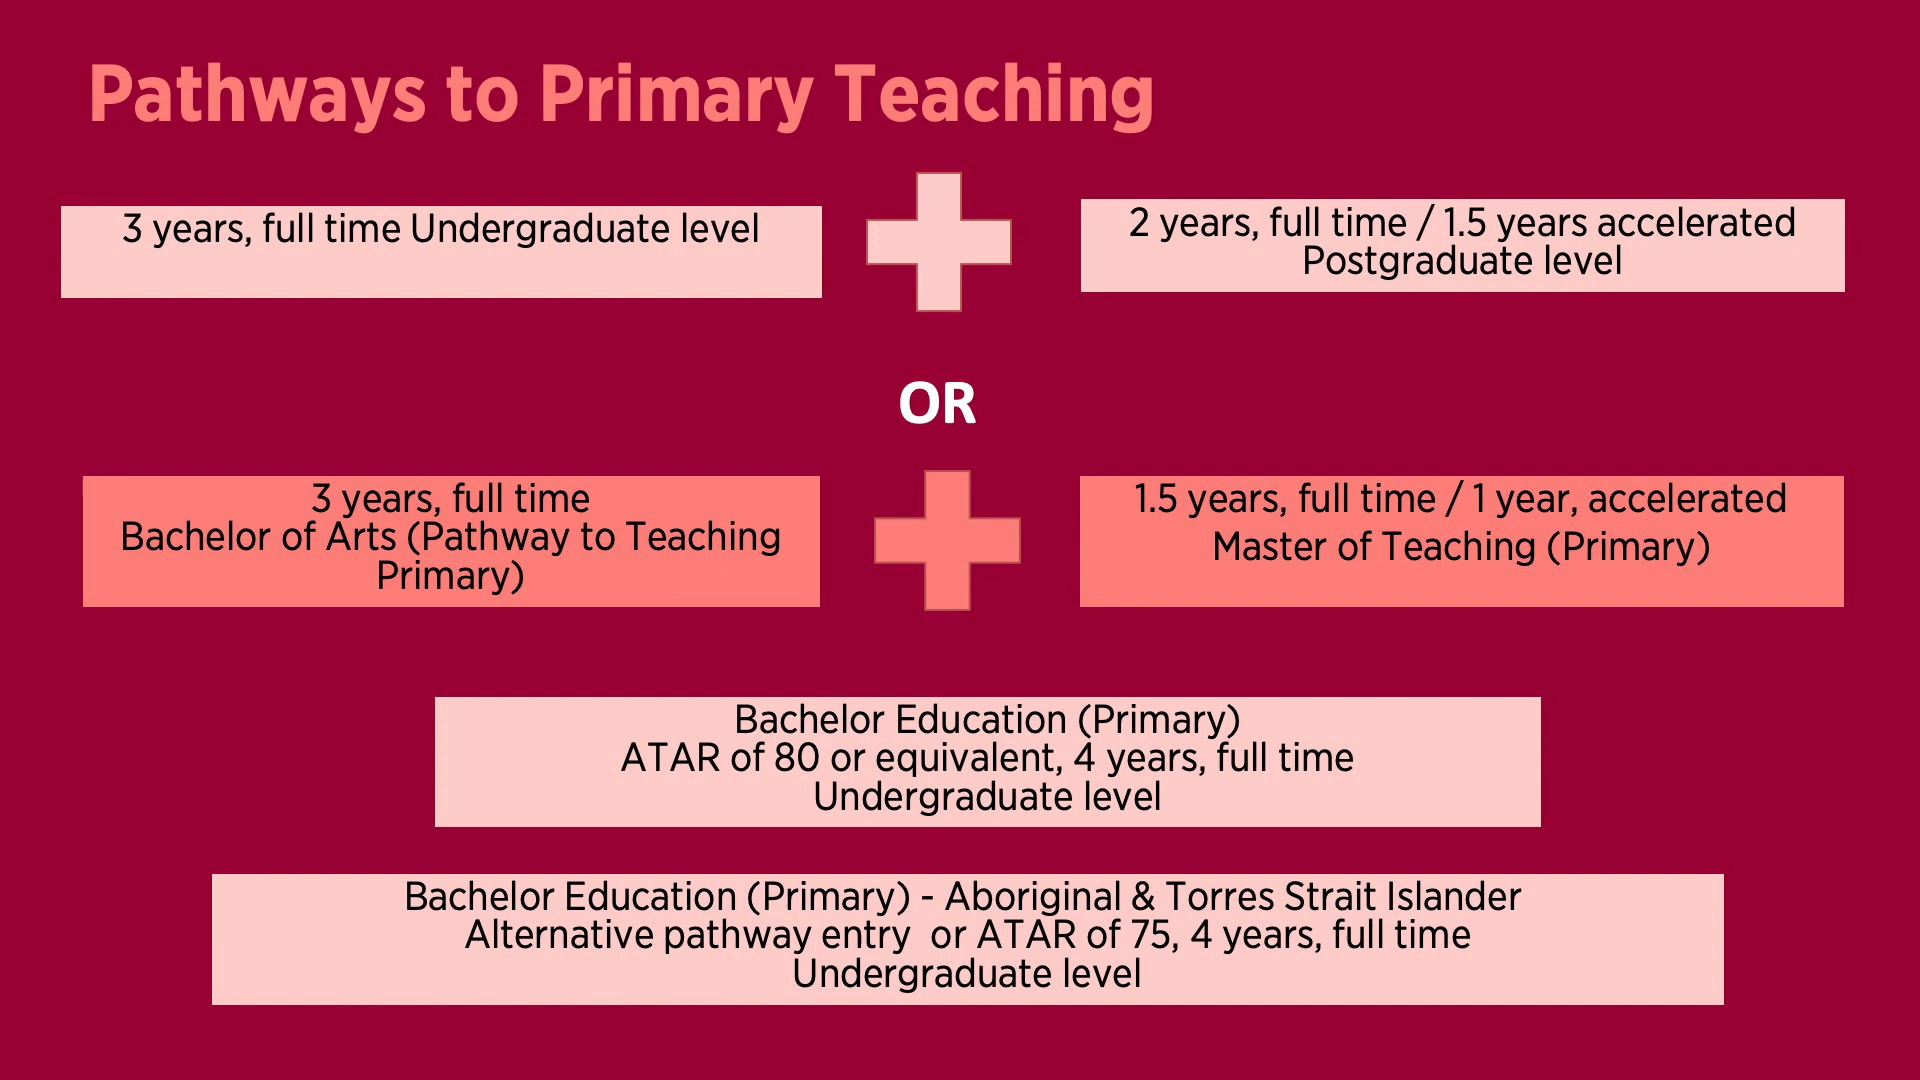 Pathways to Primary Teaching
3 years, full time Undergraduate level
2 years, full time / 1.5 years accelerated
Postgraduate level
OR
3 years, full time
Bachelor of Arts (Pathway to Teaching
Primary)
1.5 years, full time / 1 year, accelerated
Master of Teaching (Primary)
Bachelor Education (Primary)
ATAR of 80 or equivalent, 4 years, full time
Undergraduate level
Bachelor Education (Primary) - Aboriginal & Torres Strait Islander
Alternative pathway entry  or ATAR of 75, 4 years, full time
Undergraduate level